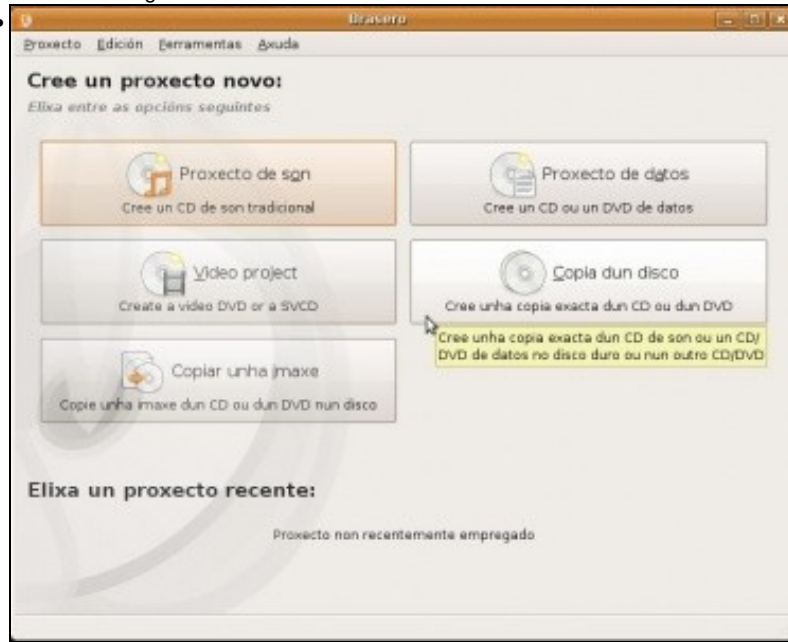 Brasero
Proxecto Edición Ferramentas Axuda
Cree un proxecto novo:
Elixa entre as opcións seguintes
Proxecto de son
Cree un CD de son tradicional
Proxecto de datos
Cree un CD ou un DVD de datos
Video project
Create a video DVD or a SVCD
Copia dun disco
Cree unha copia exacta dun CD ou dun DVD
Cree unha copia exacta dun CD de son ou un CD/
DVD de datos no disco duro ou nun outro CD/DVD
Copiar unha imaxe
Copie unha imaxe dun CD ou dun DVD nun disco
Elixa un proxecto recente:
Proxecto non recentemente empregado